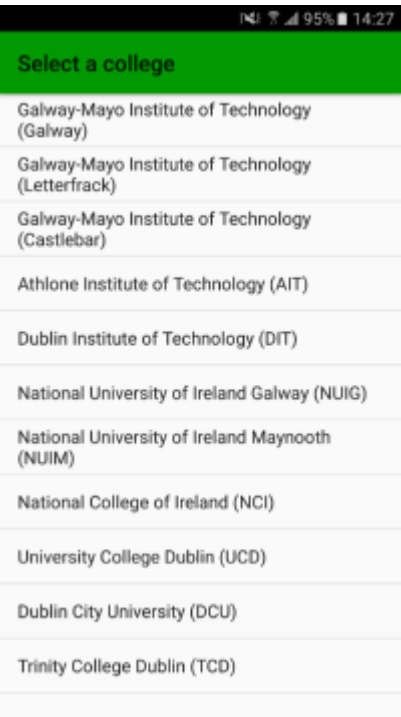 95% 14:27
Select a college
Galway-Mayo Institute of Technology
(Galway)
Galway-Mayo Institute of Technology
(Letterfrack)
Galway-Mayo Institute of Technology
(Castlebar)
Athlone Institute of Technology (AIT)
Dublin Institute of Technology (DIT)
National University of Ireland Galway (NUIG)
National University of Ireland Maynooth
(NUIM)
National College of Ireland (NCI)
University College Dublin (UCD)
Dublin City University (DCU)
Trinity College Dublin (TCD)